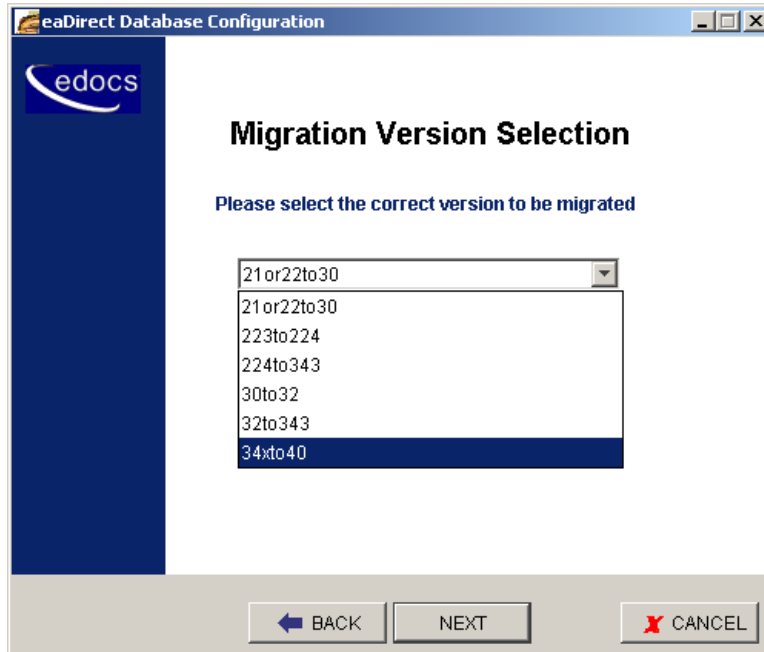 eaDirect Database Configuration
edocs
Migration Version Selection
Please select the correct version to be migrated
21or22to30
21or22to30
223to224
224to343
30to32
32to343
34xto40
BACK
NEXT
CANCEL